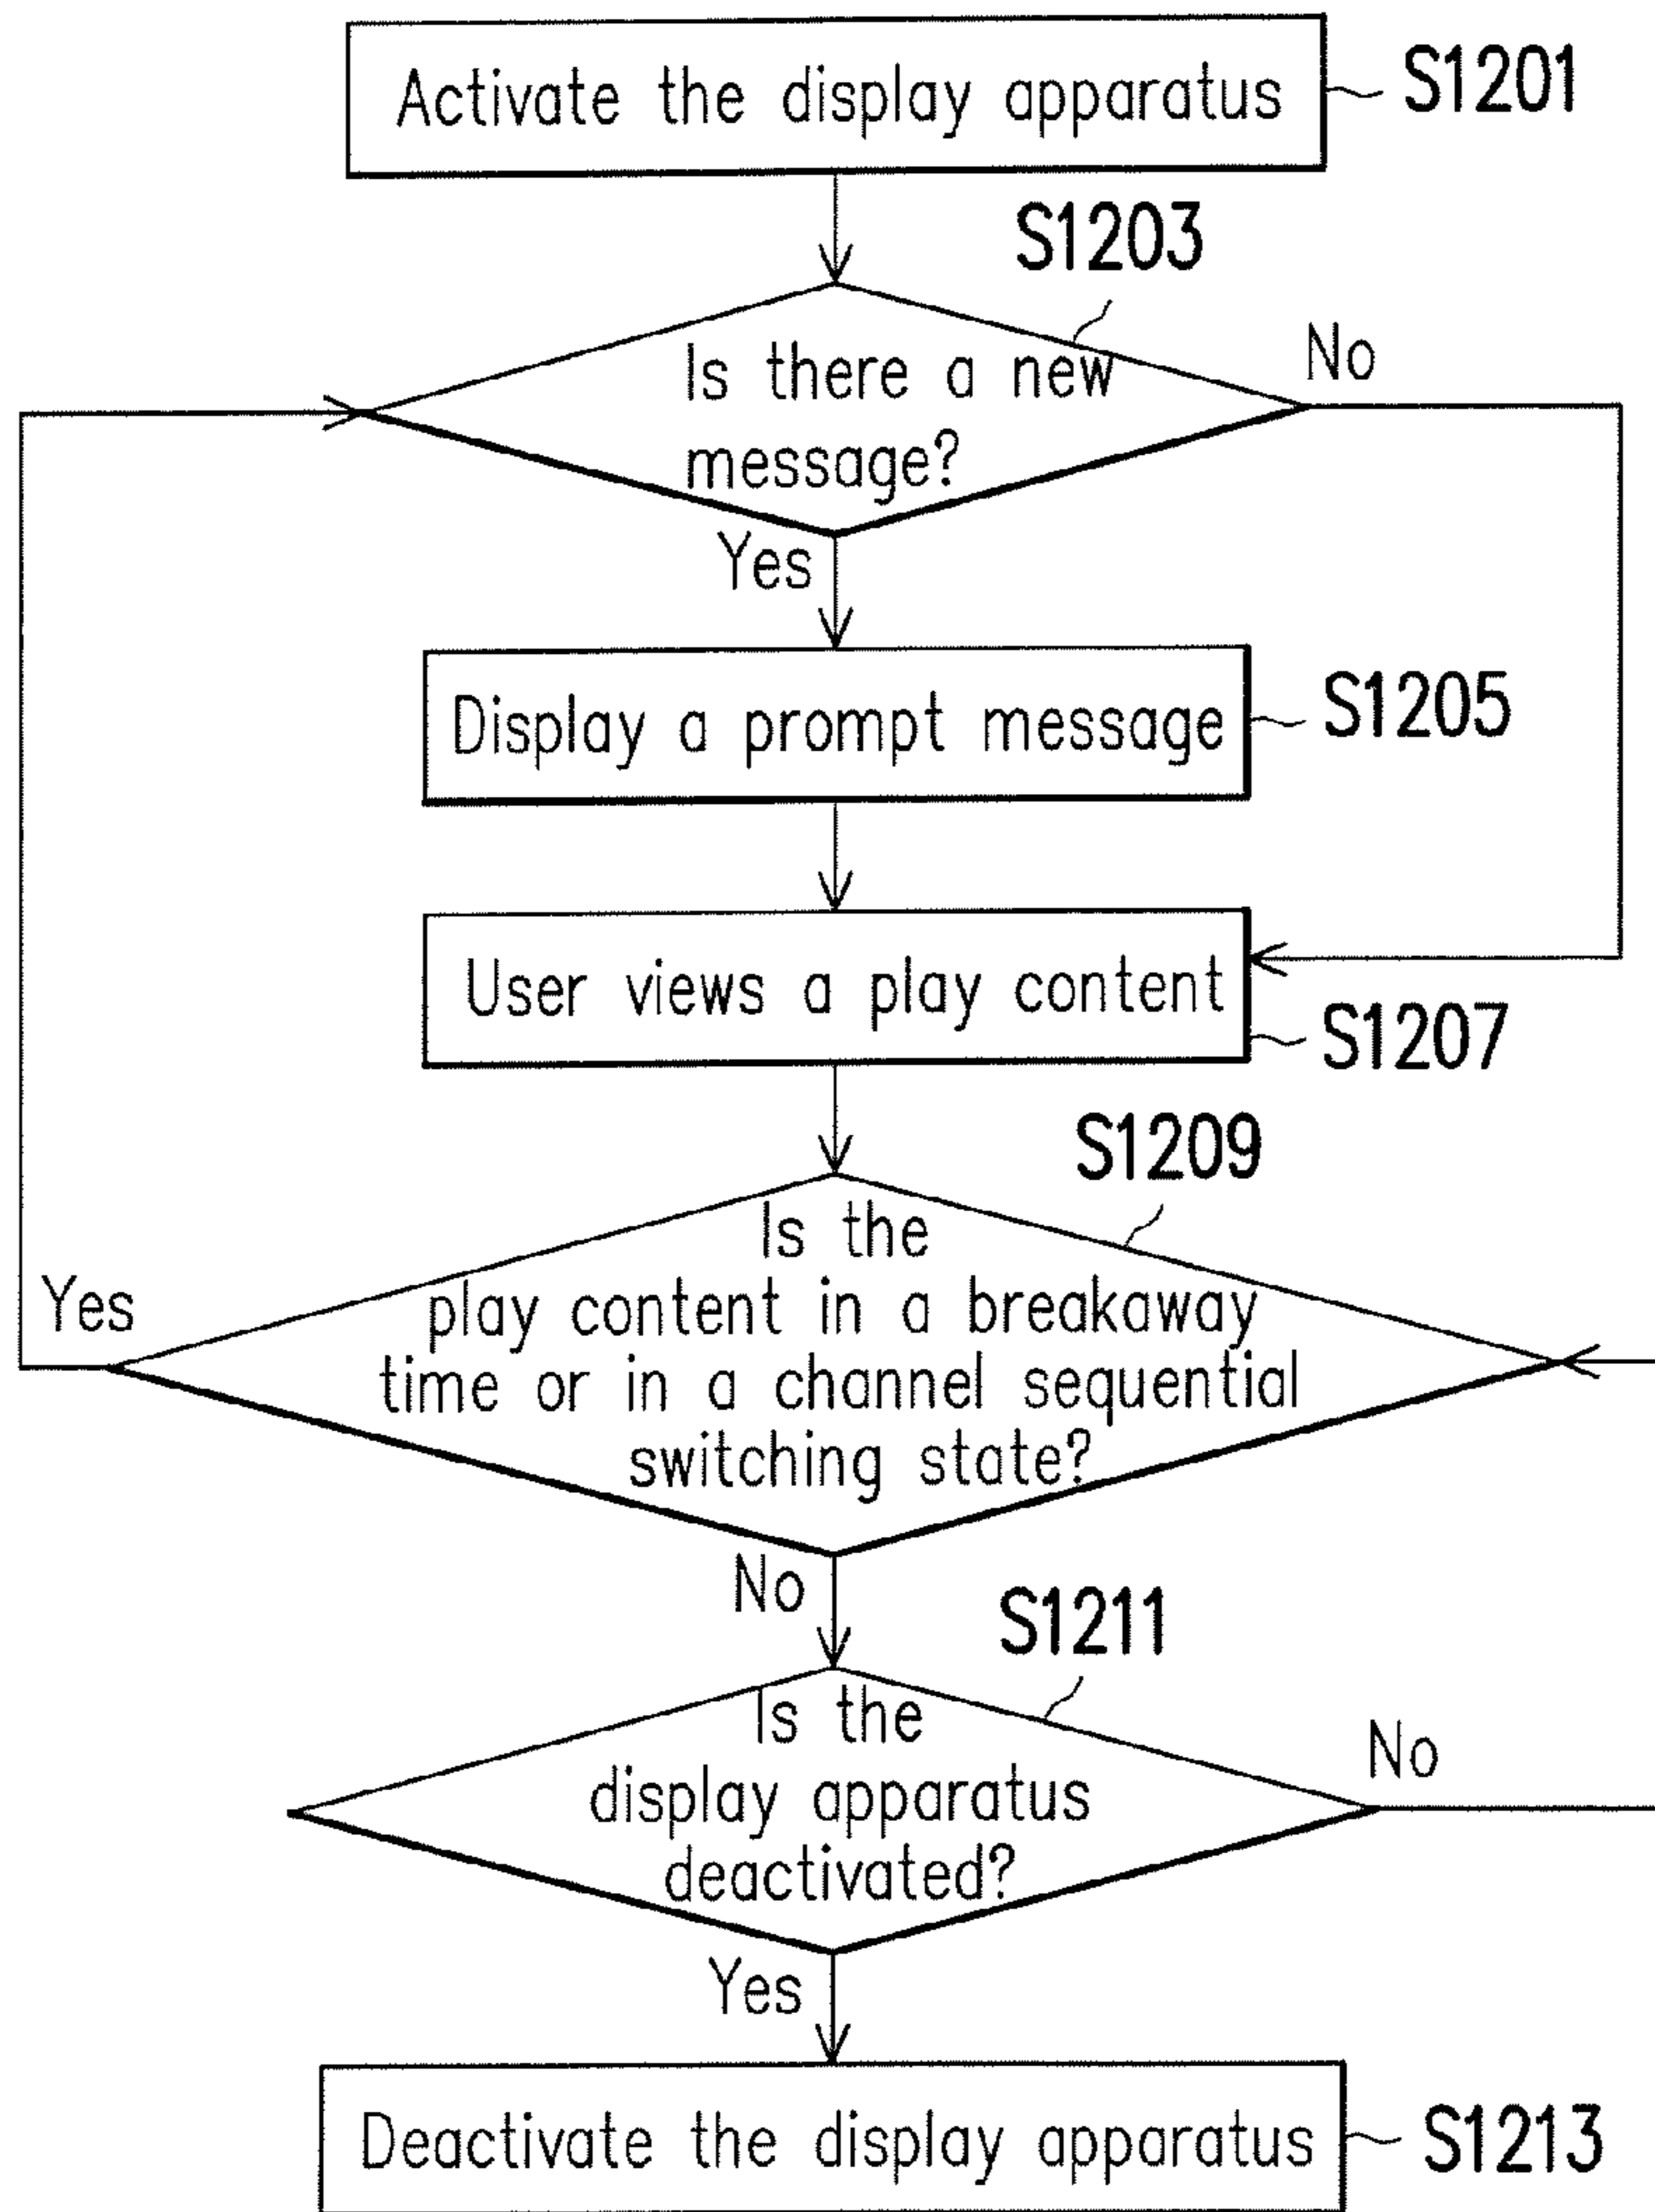 Activate the display apparatus
S1201
S1203
Is there a new
message?
No
Yes
Display a prompt message
S1205
User views a play content
S1207
S1209
Is the
play content in a breakaway
time or in a channel sequential
switching state?
Yes
No
S1211
Is the
display apparatus
deactivated?
No
Yes
Deactivate the display apparatus
S1213